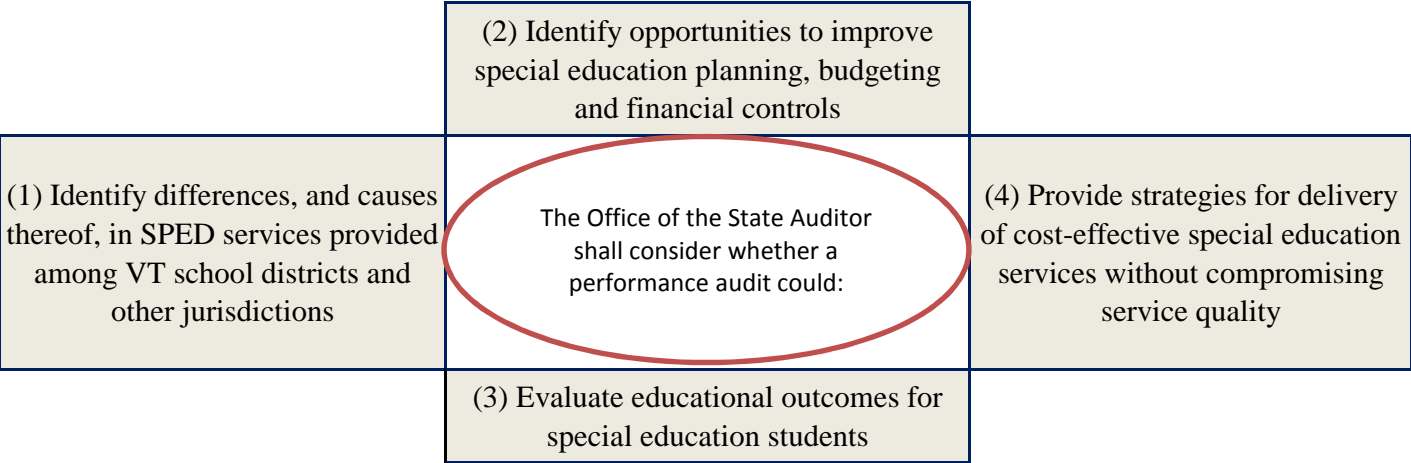 (2) Identify opportunities to improve
special education planning, budgeting
and financial controls
(1) Identify differences, and causes
thereof, in SPED services provided
among VT school districts and
other jurisdictions
The Office of the State Auditor
shall consider whether a
performance audit could:
(4) Provide strategies for delivery
of cost-effective special education
services without compromising
service quality
(3) Evaluate educational outcomes for
special education students